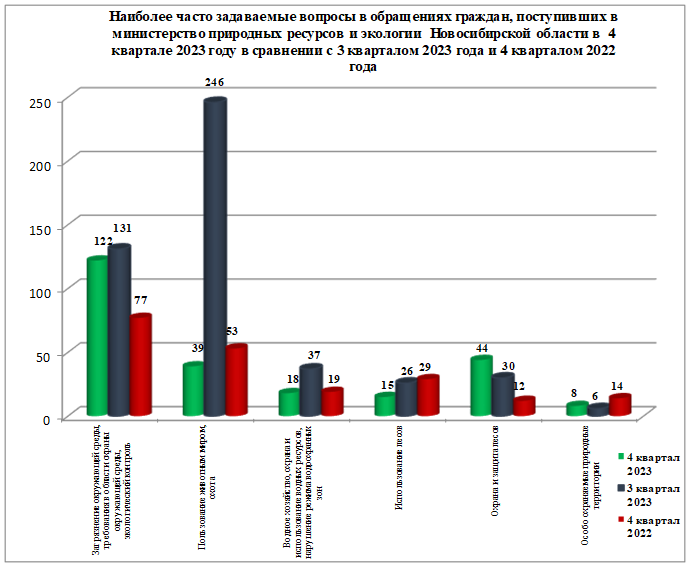 Наиболее часто задаваемые вопросы в обращениях граждан, поступивших в
министерство природных ресурсов и экологии Новосибирской области в 4
квартале 2023 году в сравнении с 3 кварталом 2023 года и 4 кварталом 2022
года
250
200
150
100
50
0
122
131
77
39
246
53
18
37
19
15
26
29
44
30
12
8
6
14
Загрязнение окружающей среды,
требования в области охраны
окружающей среды,
экологический контроль
Пользование животным миром,
охота
Водное хозяйство, охрана и
использование водных ресурсов,
нарушение режима водоохранных
зон
Использование лесов
Охрана и защита лесов
Особо охраняемые природные
территории
4 квартал
2023
3 квартал
2023
4 квартал
2022